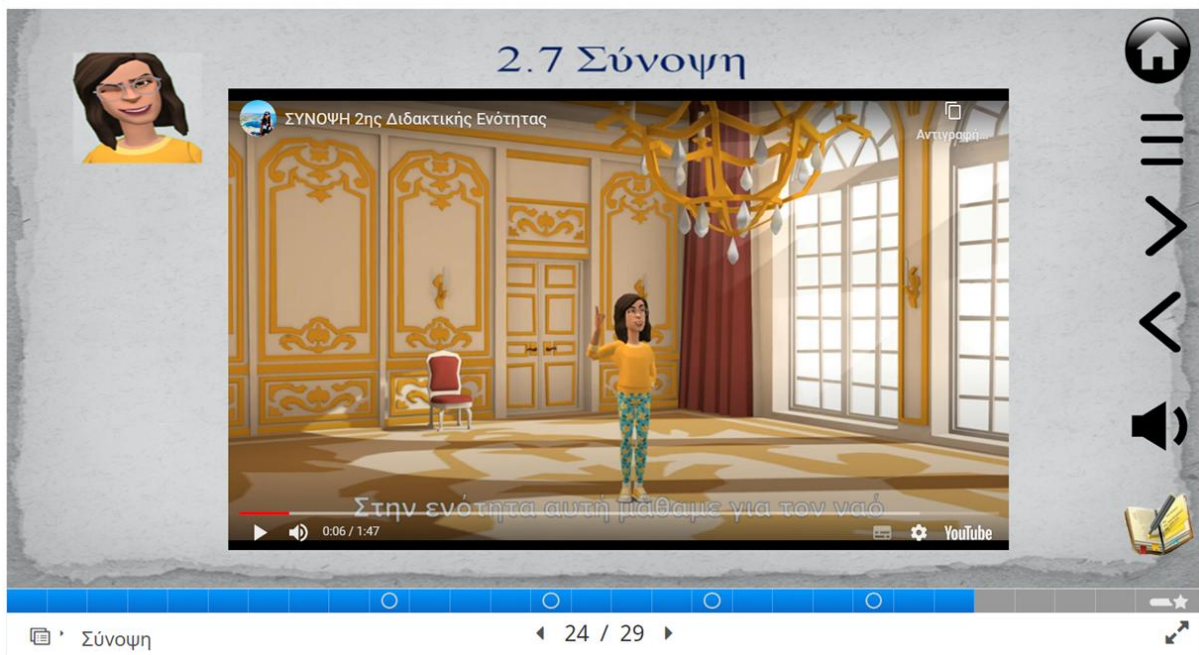 2.7 Σύνοψη
ΣΥΝΟΨΗ 2ης Διδακτικής Ενότητας
Αντιγραφή...
Στην ενότητα αυτή μάθαμε για τον ναό
0:06 / 1:47
YouTube
Σύνοψη
24 / 29